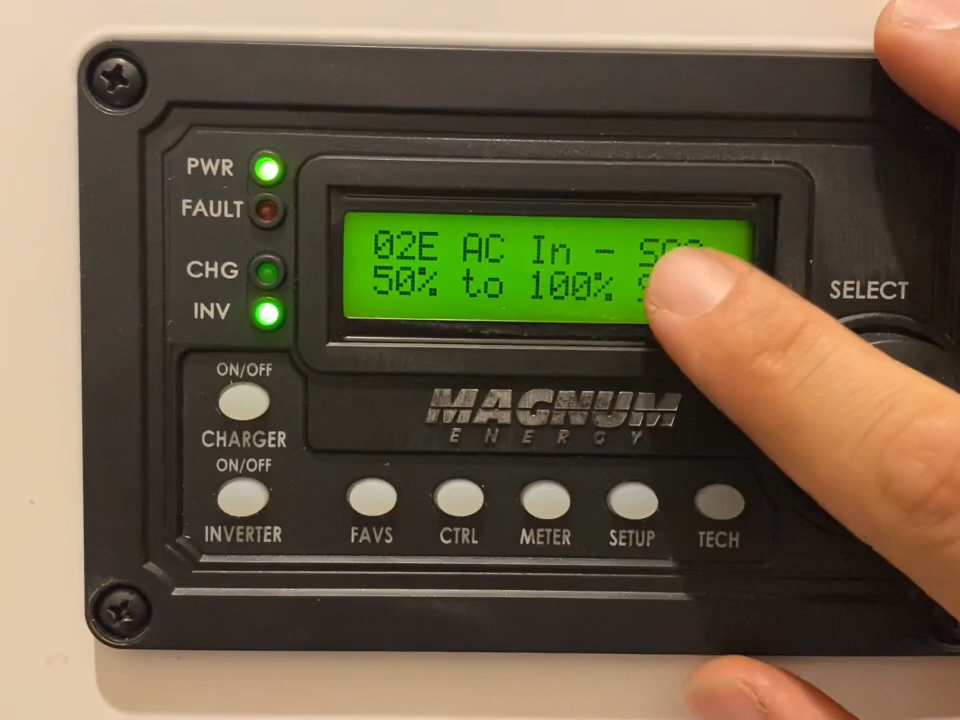 PWR
FAULT
CHG
INV
02E AC In -
50% to 100%
SELECT
ON/OFF
CHARGER
ON/OFF
INVERTER
MAGNUM
ENERGY
FAVS
CTRL
METER
SETUP
TECH